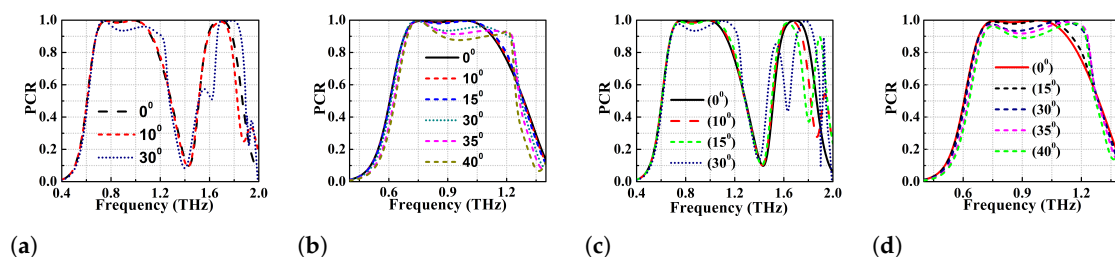 PCR
1.0
0.8
0.6
0.4
0.2
0.0
0⁰
10⁰
30⁰
0.4 0.8 1.2 1.6 2.0
Frequency (THz)
(a)
PCR
1.0
0.8
0.6
0.4
0.2
0.0
0⁰
10⁰
15⁰
30⁰
35⁰
40⁰
0.6 0.9 1.2
Frequency (THz)
(b)
PCR
1.0
0.8
0.6
0.4
0.2
0.0
(0⁰)
(10⁰)
(15⁰)
(30⁰)
0.4 0.8 1.2 1.6 2.0
Frequency (THz)
(c)
PCR
1.0
0.8
0.6
0.4
0.2
0.0
(0⁰)
(15⁰)
(30⁰)
(35⁰)
(40⁰)
0.6 0.9 1.2
Frequency (THz)
(d)